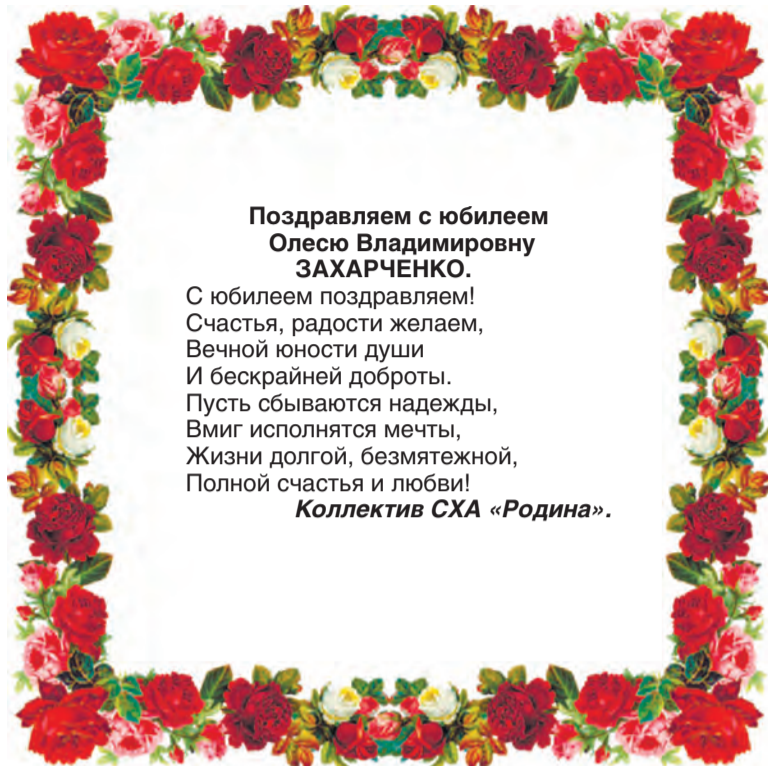 Поздравляем с юбилеем
Олесю Владимировну
ЗАХАРЧЕНКО.
С юбилеем поздравляем!
Счастья, радости желаем,
Вечной юности души
И бескрайней доброты.
Пусть сбываются надежды,
Вмиг исполнятся мечты,
Жизни долгой, безмятежной,
Полной счастья и любви!
Коллектив СХА «Родина».